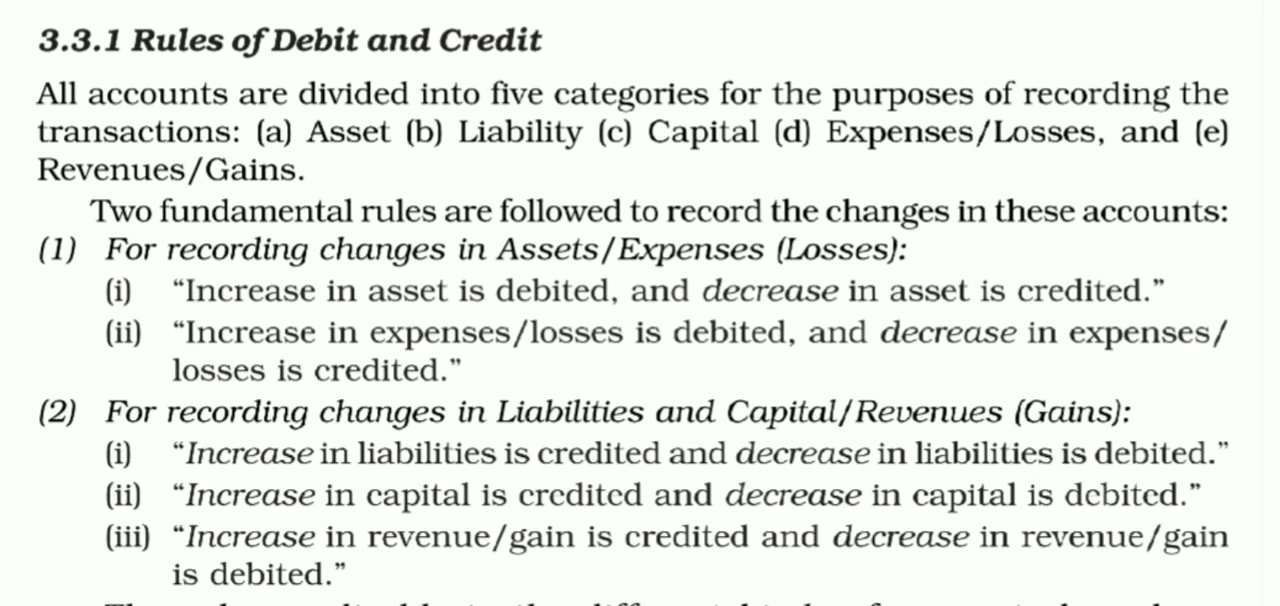 3.3.1 Rules of Debit and Credit
All accounts are divided into five categories for the purposes of recording the
transactions: (a) Asset (b) Liability (c) Capital (d) Expenses/Losses, and (e)
Revenues/Gains.
Two fundamental rules are followed to record the changes in these accounts:
(1) For recording changes in Assets/Expenses (Losses):
(i) “Increase in asset is debited, and decrease in asset is credited.”
(ii) “Increase in expenses/losses is debited, and decrease in expenses/
losses is credited.”
(2) For recording changes in Liabilities and Capital/Revenues (Gains):
(i) “Increase in liabilities is credited and decrease in liabilities is debited.”
(ii) “Increase in capital is credited and decrease in capital is debited.”
(iii) “Increase in revenue/gain is credited and decrease in revenue/gain
is debited.”